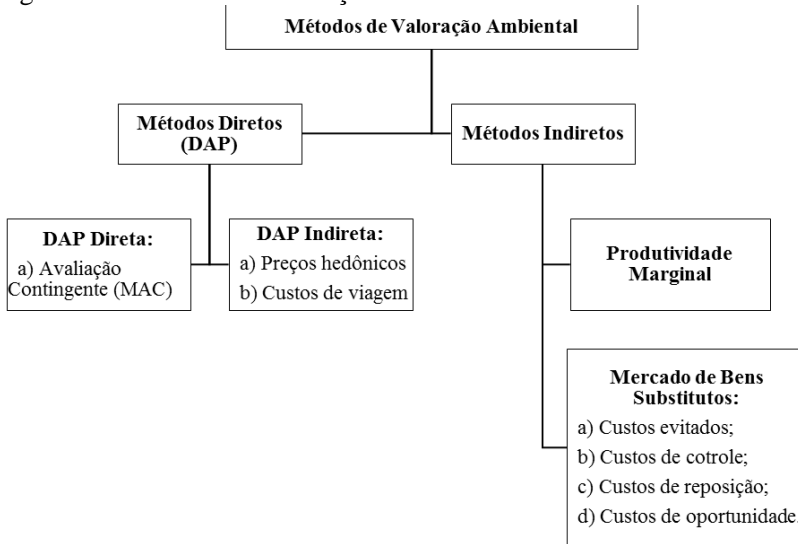 Métodos de Valoração Ambiental
Métodos Diretos
(DAP)
Métodos Indiretos
DAP Direta:
a) Avaliação
Contingente (MAC)
DAP Indireta:
a) Preços hedônicos
b) Custos de viagem
Produtividade
Marginal
Mercado de Bens
Substitutos:
a) Custos evitados;
b) Custos de cotrole;
c) Custos de reposição;
d) Custos de oportunidade.